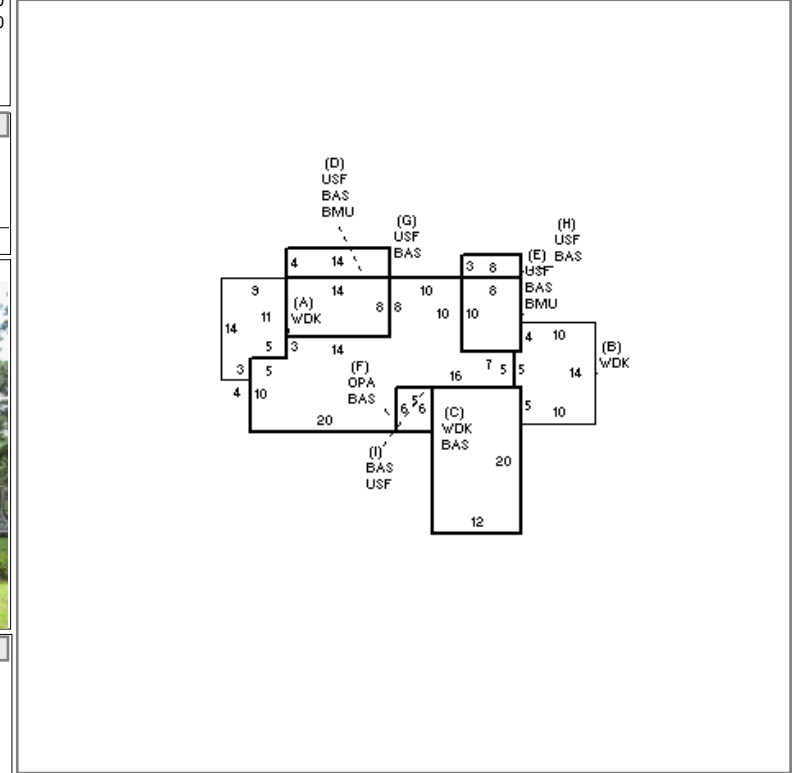 (D)
USF
BAS
BMU
(G)
USF
BAS
(H)
USF
BAS
(E)
USF
BAS
BMU
4 14
3 8
9
14
10
8
(A)
WDK
11
8 8
10
10
14
5
3
14
4
10
(B)
WDK
14
3
5
4
10
(F)
OPA
BAS
16
7
5
5
6
5
6
5
10
20
(C)
WDK
BAS
(I)
BAS
USF
20
12